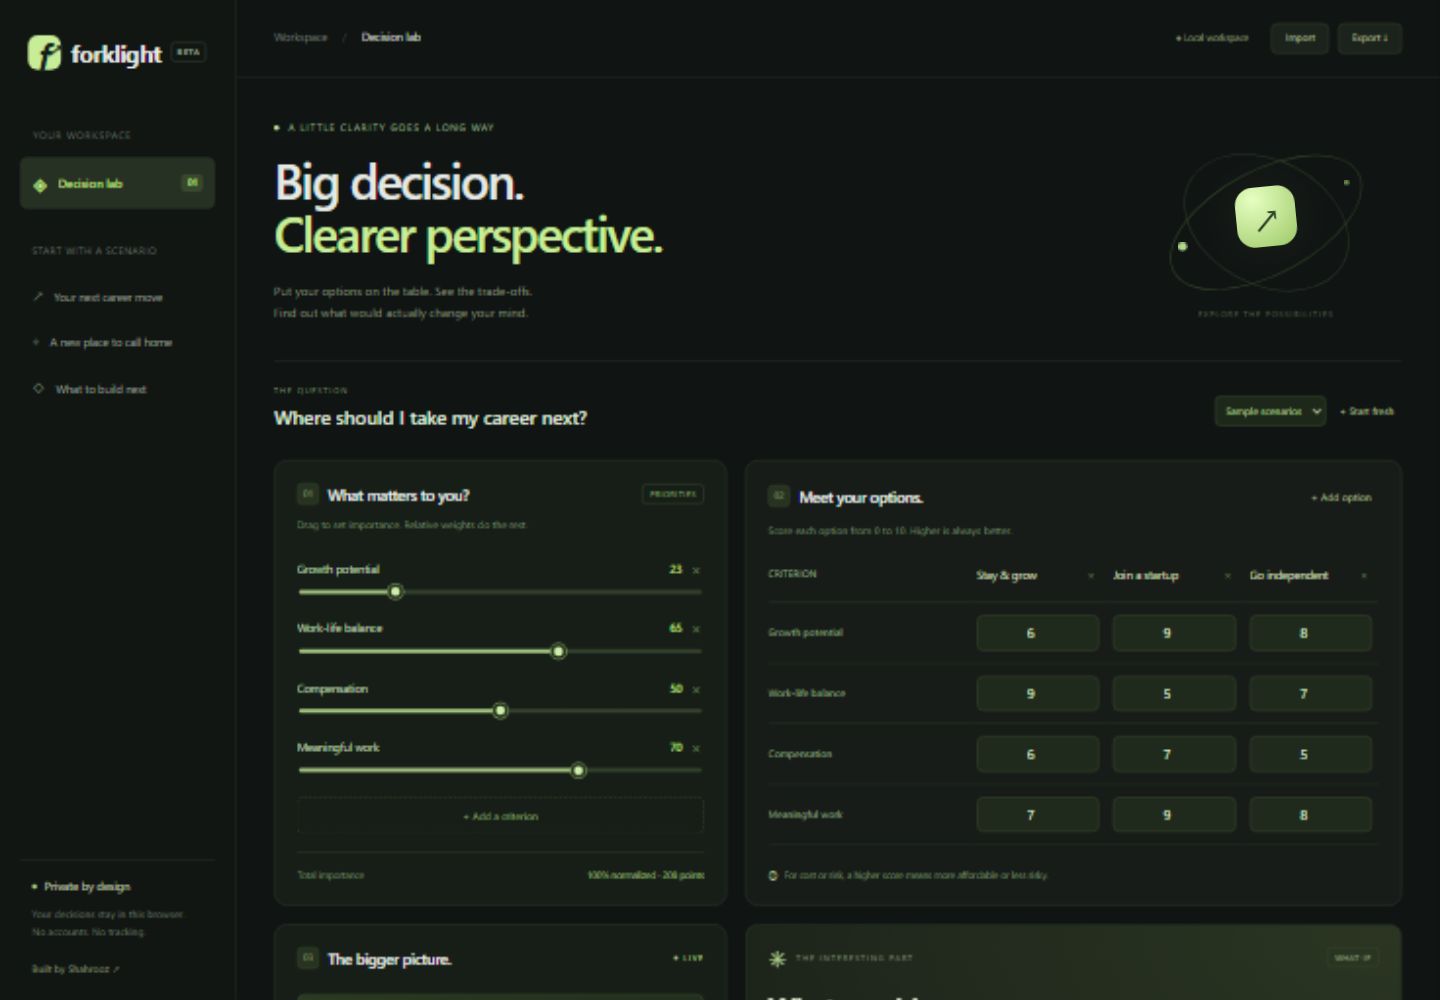 forklight BETA
Workspace / Decision lab
Local workspace
Import
Export ↓
YOUR WORKSPACE
Decision lab 01
START WITH A SCENARIO
↗ Your next career move
+ A new place to call home
◇ What to build next
Private by design
Your decisions stay in this browser.
No accounts. No tracking.
Built by Shahrooz ↗
A LITTLE CLARITY GOES A LONG WAY
Big decision.
Clearer perspective.
Put your options on the table. See the trade-offs.
Find out what would actually change your mind.
EXPLORE THE POSSIBILITIES
THE QUESTION
Where should I take my career next?
Sample scenarios
+ Start fresh
01 What matters to you? PRIORITIES
Drag to set importance. Relative weights do the rest.
Growth potential 23 ×
Work-life balance 65 ×
Compensation 50 ×
Meaningful work 70 ×
+ Add a criterion
Total importance 100% normalized · 208 points
02 Meet your options. + Add option
Score each option from 0 to 10. Higher is always better.
CRITERION Stay & grow × Join a startup × Go independent ×
Growth potential 6 9 8
Work-life balance 9 5 7
Compensation 6 7 5
Meaningful work 7 9 8
For cost or risk, a higher score means more affordable or less risky.
03 The bigger picture. LIVE
THE INTERESTING PART WHAT IF